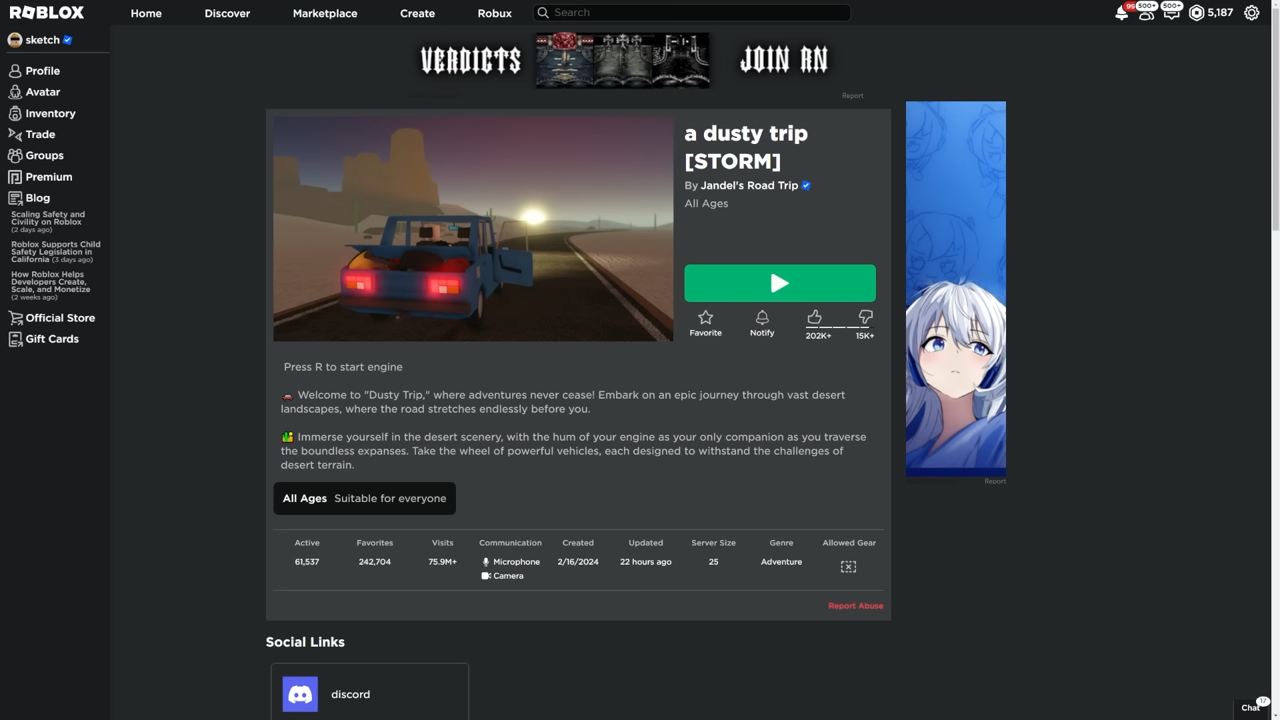 ROBLOX
Home
Discover
Marketplace
Create
Robux
Search
99
500+
500+
5,187
sketch
Profile
Avatar
Inventory
Trade
Groups
Premium
Blog
Scaling Safety and
Civility on Roblox
(2 days ago)
Roblox Supports Child
Safety Legislation in
California (3 days ago)
How Roblox Helps
Developers Create,
Scale, and Monetize
(2 weeks ago)
Official Store
Gift Cards
VERDICTS
JOIN RN
Report
a dusty trip
[STORM]
By Jandel's Road Trip
All Ages
Favorite
Notify
202K+
15K+
Press R to start engine
Welcome to "Dusty Trip," where adventures never cease! Embark on an epic journey through vast desert
landscapes, where the road stretches endlessly before you.
Immerse yourself in the desert scenery, with the hum of your engine as your only companion as you traverse
the boundless expanses. Take the wheel of powerful vehicles, each designed to withstand the challenges of
desert terrain.
All Ages Suitable for everyone
Active Favorites Visits Communication Created Updated Server Size Genre Allowed Gear
61,537 242,704 75.9M+ Microphone 2/16/2024 22 hours ago 25 Adventure
Camera
Report Abuse
Report
Social Links
discord
Chat
17